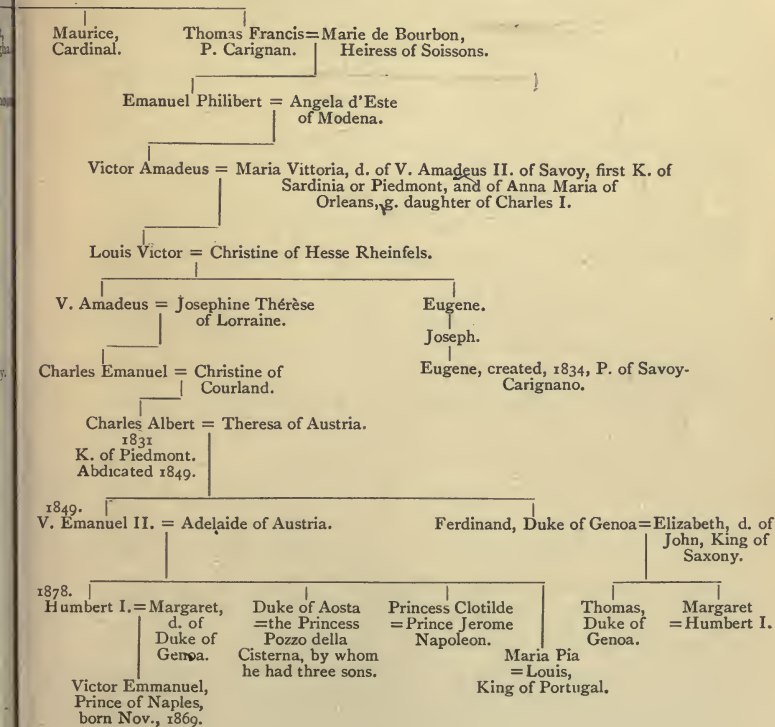 Maurice,
Cardinal.
Thomas Francis = Marie de Bourbon,
P. Carignan. Heiress of Soissons.
Emanuel Philibert = Angela d'Este
of Modena.
Victor Amadeus = Maria Vittoria, d. of V. Amadeus II. of Savoy, first K. of
Sardinia or Piedmont, and of Anna Maria of
Orleans, g. daughter of Charles I.
Louis Victor = Christine of Hesse Rheinfels.
V. Amadeus = Josephine Thérèse
of Lorraine.
Eugene.
Joseph.
Charles Emanuel = Christine of
Courland.
Eugene, created, 1834, P. of Savoy-
Carignano.
Charles Albert = Theresa of Austria.
1831
K. of Piedmont.
Abdicated 1849.
1849.
V. Emanuel II. = Adelaide of Austria.
Ferdinand, Duke of Genoa = Elizabeth, d. of
John, King of
Saxony.
1878.
Humbert I. = Margaret,
d. of
Duke of
Genoa.
Duke of Aosta
= the Princess
Pozzo della
Cisterna, by whom
he had three sons.
Princess Clotilde
= Prince Jerome
Napoleon.
Maria Pia
= Louis,
King of Portugal.
Thomas,
Duke of
Genoa.
Margaret
= Humbert I.
Victor Emmanuel,
Prince of Naples,
born Nov., 1869.